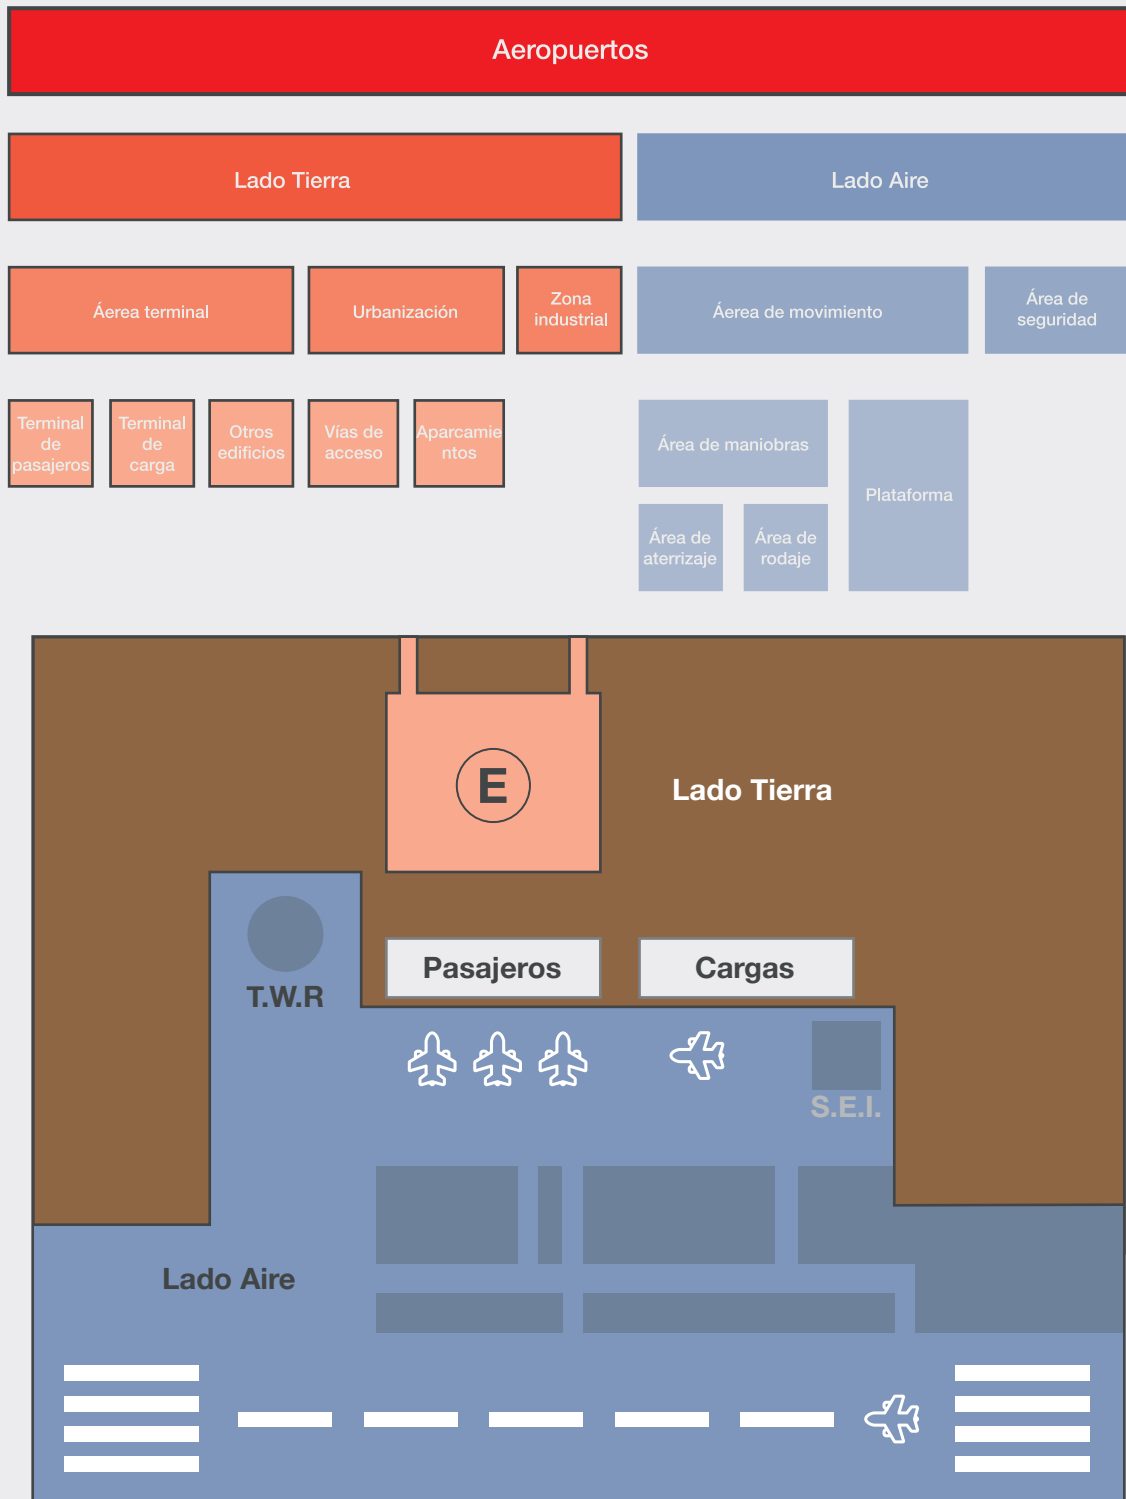 Aeropuertos
Lado Tierra
Lado Aire
Áerea terminal
Urbanización
Zona
industrial
Áerea de movimiento
Área de
seguridad
Terminal
de
pasajeros
Terminal
de
carga
Otros
edificios
Vías de
acceso
Aparcamie
ntos
Área de maniobras
Plataforma
Área de
aterrizaje
Área de
rodaje
E
Lado Tierra
Pasajeros
Cargas
T.W.R
S.E.I.
Lado Aire